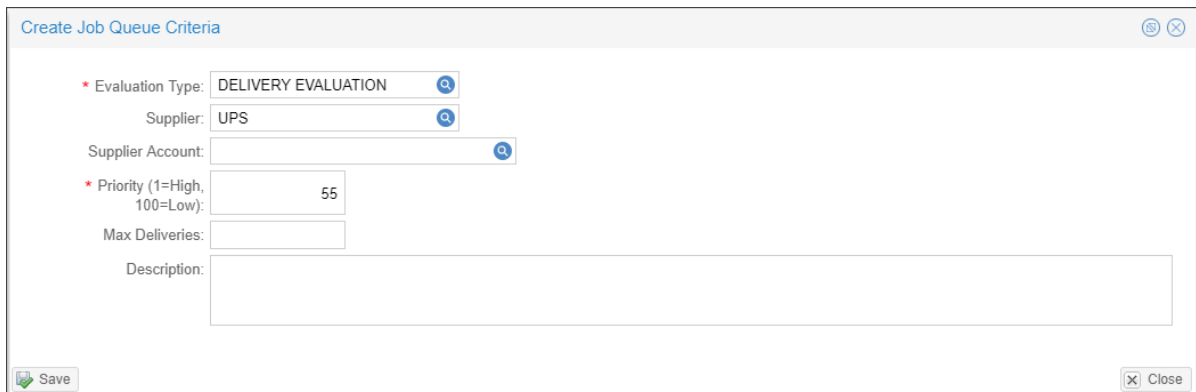 Create Job Queue Criteria
* Evaluation Type: DELIVERY EVALUATION
Supplier: UPS
Supplier Account:
* Priority (1=High,
100=Low): 55
Max Deliveries:
Description:
Save
Close